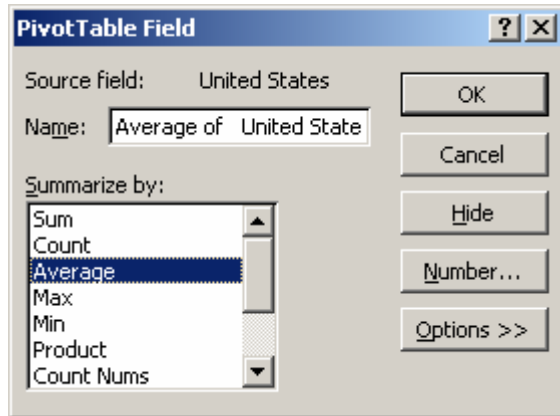 PivotTable Field
Source field: United States
Name: Average of   United State
Summarize by:
Sum
Count
Average
Max
Min
Product
Count Nums
OK
Cancel
Hide
Number...
Options >>